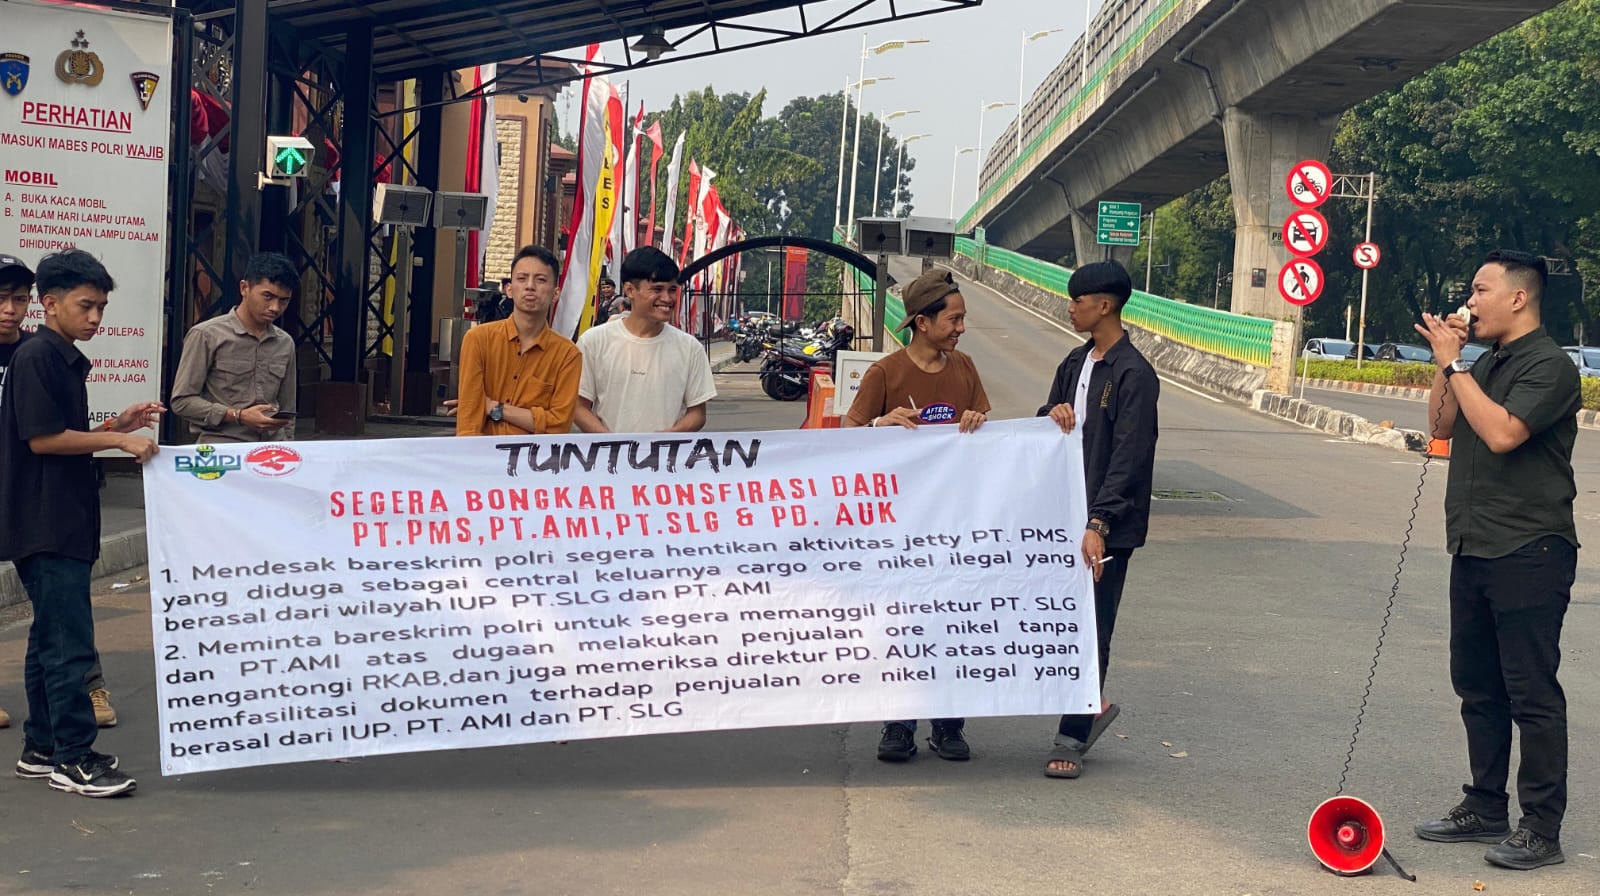 PERHATIAN
MASUKI MABES POLRI WAJIB
MOBIL
A. BUKA KACA MOBIL
B. MALAM HARI LAMPU UTAMA
DIMATIKAN DAN LAMPU DALAM
DIHIDUPKAN
DILEPAS
DILARANG
PA JAGA
BMPI
TUNTUTAN
SEGERA BONGKAR KONSFIRASI DARI
PT.PMS,PT.AMI,PT.SLG & PD. AUK
1. Mendesak bareskrim polri segera hentikan aktivitas jetty PT. PMS.
yang diduga sebagai central keluarnya cargo ore nikel ilegal yang
berasal dari wilayah IUP PT.SLG dan PT. AMI
2. Meminta bareskrim polri untuk segera memanggil direktur PT. SLG
dan PT.AMI atas dugaan melakukan penjualan ore nikel tanpa
mengantongi RKAB,dan juga memeriksa direktur PD. AUK atas dugaan
memfasilitasi dokumen terhadap penjualan ore nikel ilegal yang
berasal dari IUP. PT. AMI dan PT. SLG
AFTER-
-SHOCK